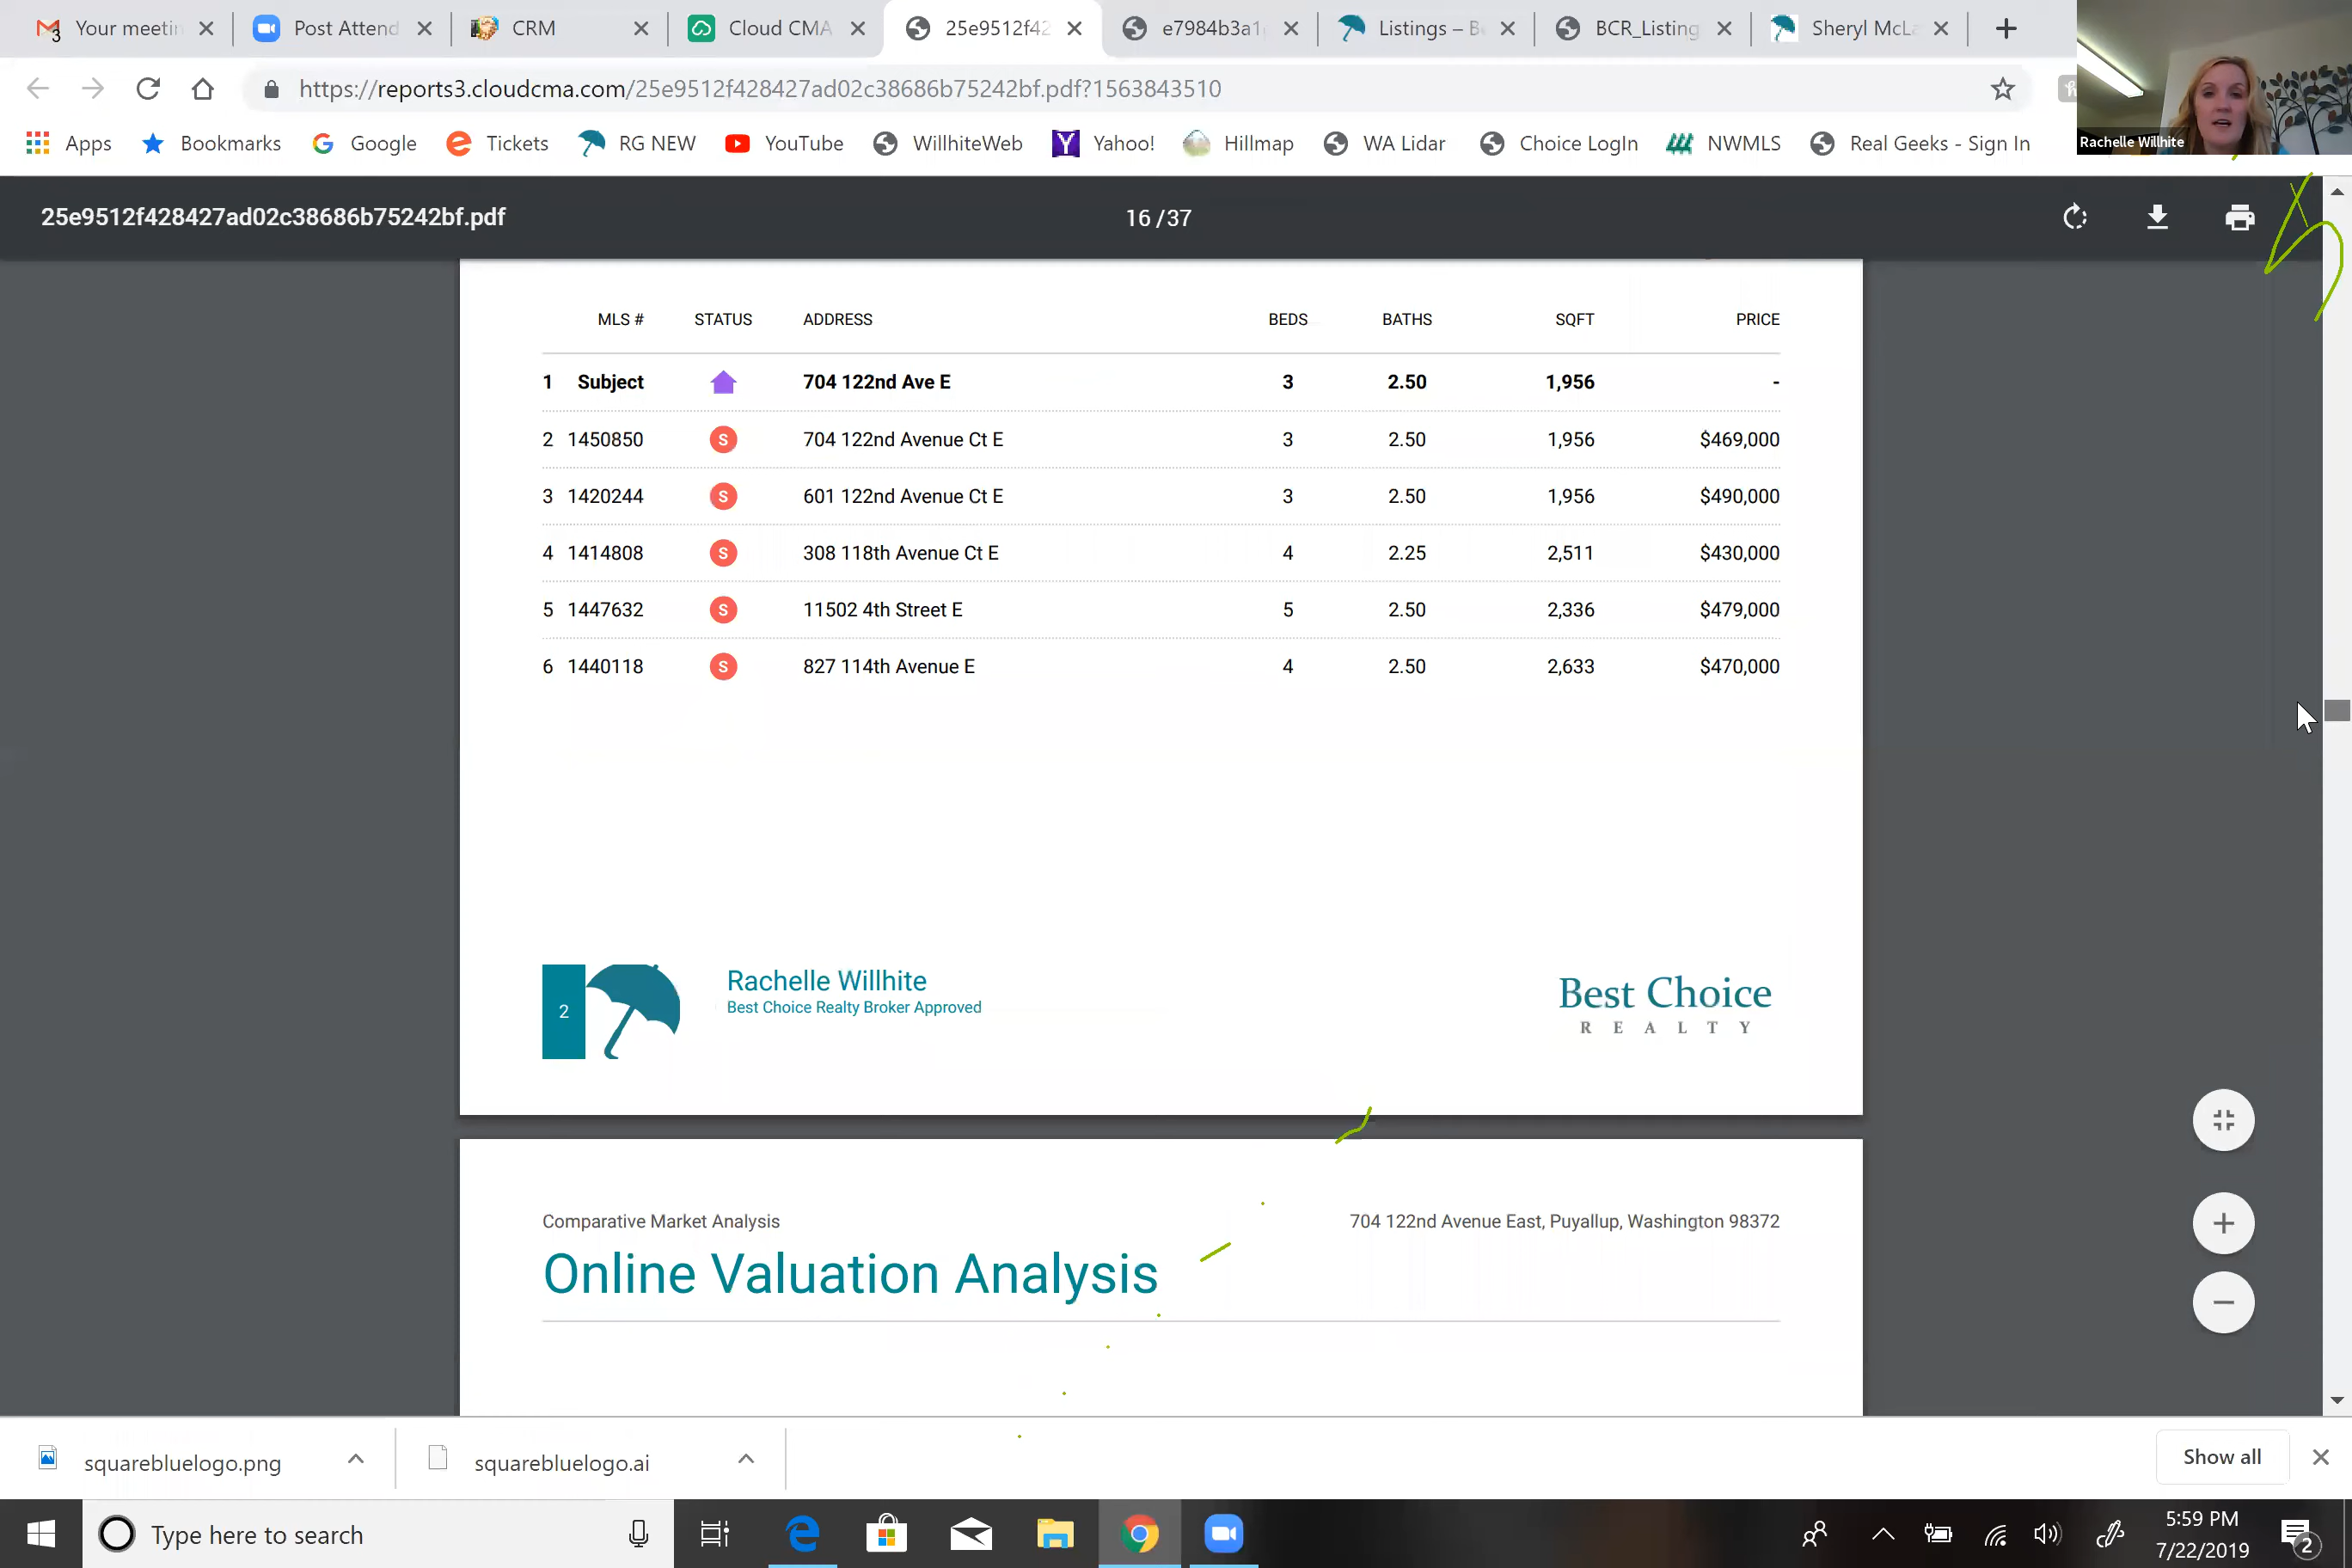 Your meetin
Post Attend
CRM
Cloud CMA
25e9512f42
e7984b3a1
Listings – B
BCR_Listing
Sheryl McL
https://reports3.cloudcma.com/25e9512f428427ad02c38686b75242bf.pdf?1563843510
Apps Bookmarks Google Tickets RG NEW YouTube WillhiteWeb Yahoo! Hillmap WA Lidar Choice LogIn NWMLS Real Geeks - Sign In
Rachelle Willhite
25e9512f428427ad02c38686b75242bf.pdf 16 / 37
MLS # STATUS ADDRESS BEDS BATHS SQFT PRICE
1 Subject 704 122nd Ave E 3 2.50 1,956 -
2 1450850 S 704 122nd Avenue Ct E 3 2.50 1,956 $469,000
3 1420244 S 601 122nd Avenue Ct E 3 2.50 1,956 $490,000
4 1414808 S 308 118th Avenue Ct E 4 2.25 2,511 $430,000
5 1447632 S 11502 4th Street E 5 2.50 2,336 $479,000
6 1440118 S 827 114th Avenue E 4 2.50 2,633 $470,000
2
Rachelle Willhite
Best Choice Realty Broker Approved
Best Choice
REALTY
Comparative Market Analysis 704 122nd Avenue East, Puyallup, Washington 98372
Online Valuation Analysis
squarebluelogo.png squarebluelogo.ai Show all
Type here to search
5:59 PM
7/22/2019
2